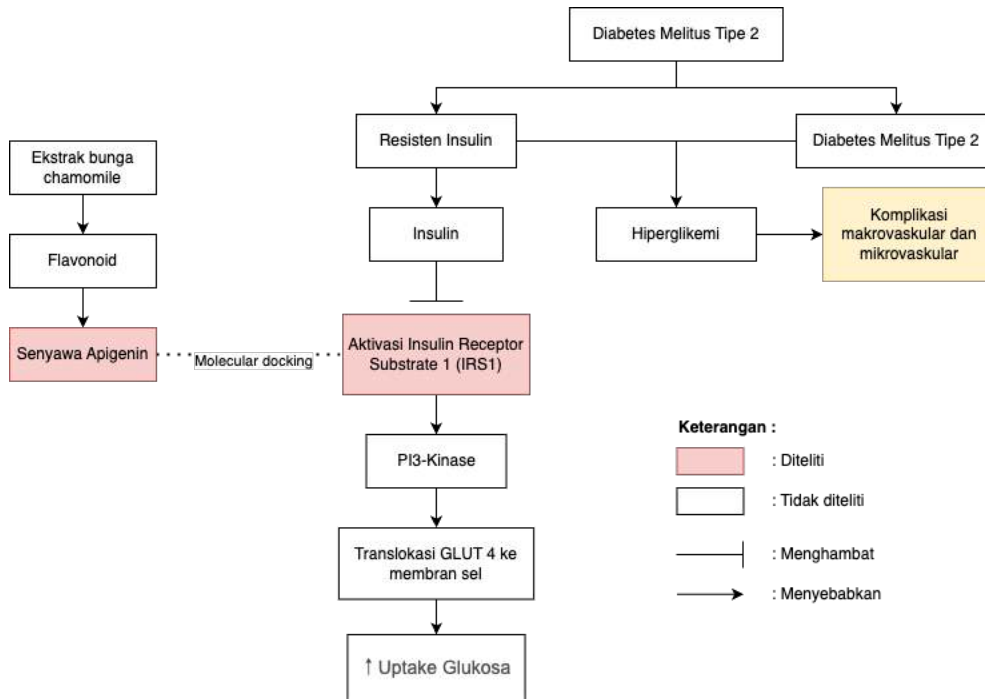 Diabetes Melitus Tipe 2
Resisten Insulin
Diabetes Melitus Tipe 2
Ekstrak bunga
chamomile
Insulin
Hiperglikemi
Komplikasi
makrovaskular dan
mikrovaskular
Flavonoid
Senyawa Apigenin
Molecular docking
Aktivasi Insulin Receptor
Substrate 1 (IRS1)
PI3-Kinase
Translokasi GLUT 4 ke
membran sel
↑ Uptake Glukosa
Keterangan :
: Diteliti
: Tidak diteliti
: Menghambat
: Menyebabkan